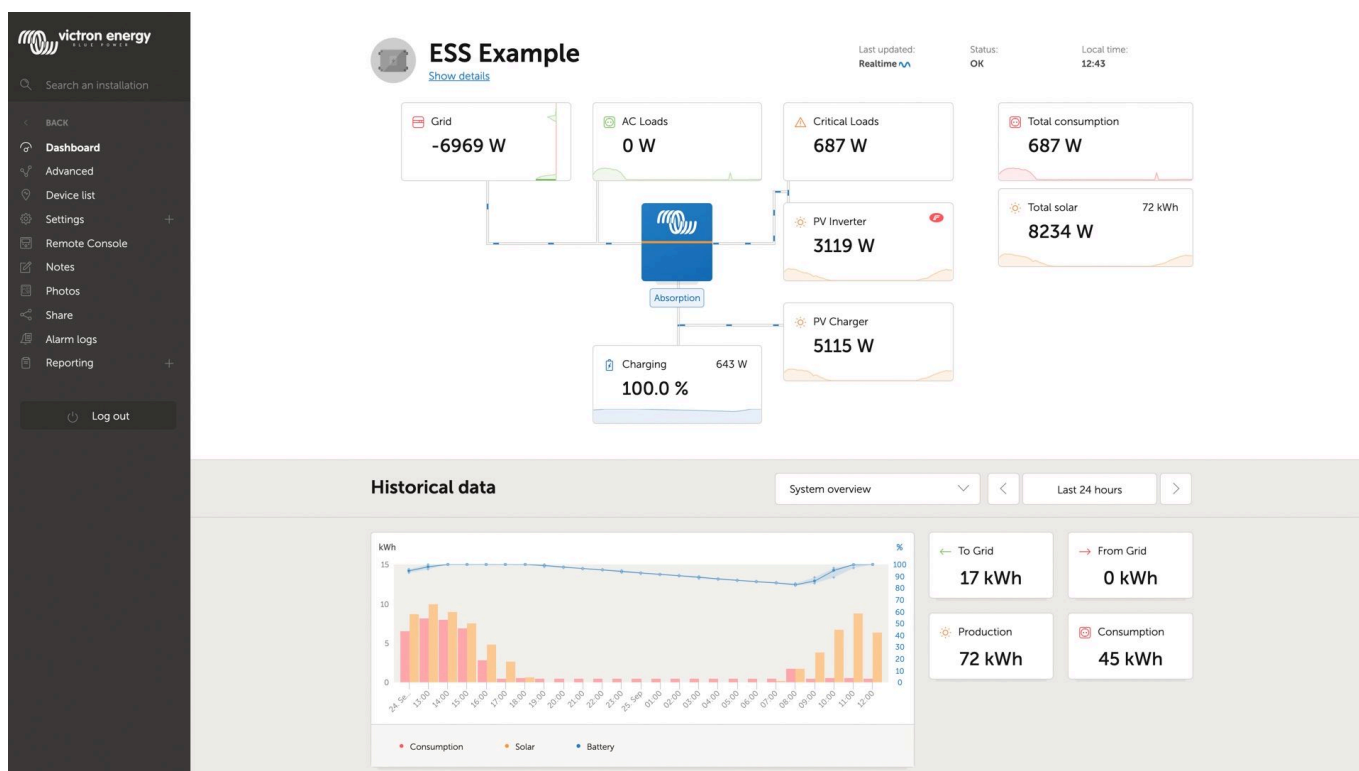 victron energy
BLUE POWER
Search an installation
BACK
Dashboard
Advanced
Device list
Settings
Remote Console
Notes
Photos
Share
Alarm logs
Reporting
Log out
ESS Example
Show details
Last updated:
Realtime
Status:
OK
Local time:
12:43
Grid
-6969 W
AC Loads
0 W
Critical Loads
687 W
Total consumption
687 W
PV Inverter
3119 W
Total solar 72 kWh
8234 W
Absorption
PV Charger
5115 W
Charging 643 W
100.0 %
Historical data
System overview
Last 24 hours
kWh
15
10
5
0
%
100
90
80
70
60
50
40
30
20
10
0
24 Se... 13:00 14:00 15:00 16:00 17:00 18:00 19:00 20:00 21:00 22:00 23:00 25 Sep 01:00 02:00 03:00 04:00 05:00 06:00 07:00 08:00 09:00 10:00 11:00 12:00
Consumption Solar Battery
To Grid
17 kWh
From Grid
0 kWh
Production
72 kWh
Consumption
45 kWh